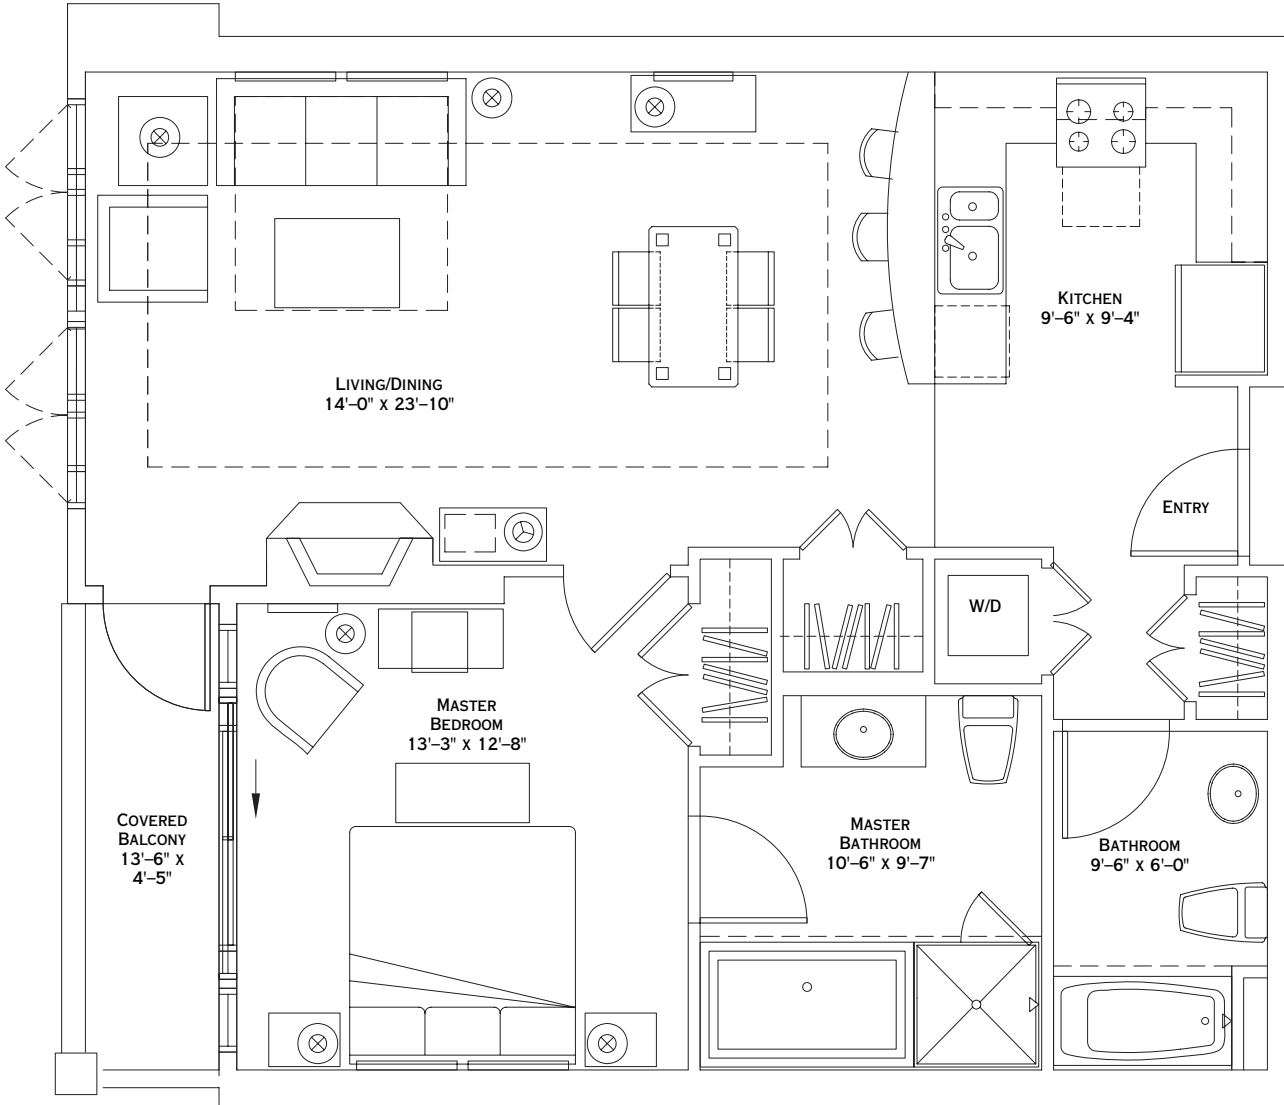 KITCHEN
9'–6" X 9'–4"
LIVING/DINING
14'–0" X 23'–10"
ENTRY
W/D
MASTER
BEDROOM
13'–3" X 12'–8"
COVERED
BALCONY
13'–6" X
4'–5"
MASTER
BATHROOM
10'–6" X 9'–7"
BATHROOM
9'–6" X 6'–0"